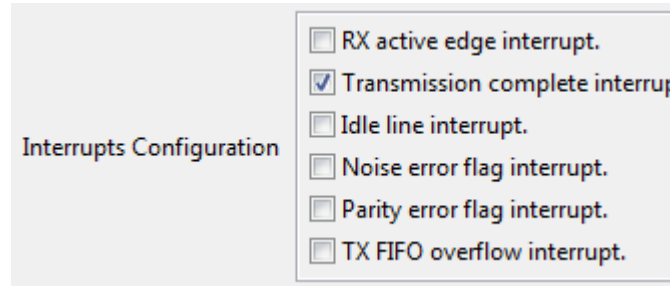 RX active edge interrupt.
Transmission complete interrup
Idle line interrupt.
Interrupts Configuration
Noise error flag interrupt.
Parity error flag interrupt.
TX FIFO overflow interrupt.